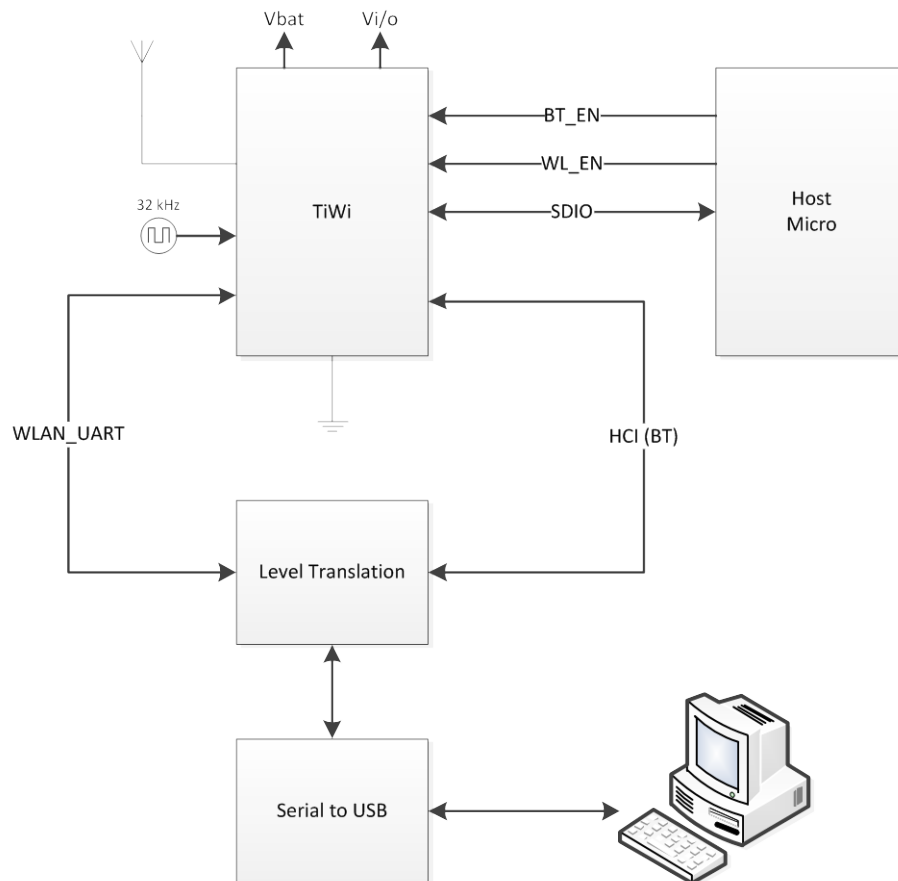 Vbat
Vi/o
BT_EN
WL_EN
SDIO
Host
Micro
TiWi
32 kHz
WLAN_UART
HCI (BT)
Level Translation
Serial to USB